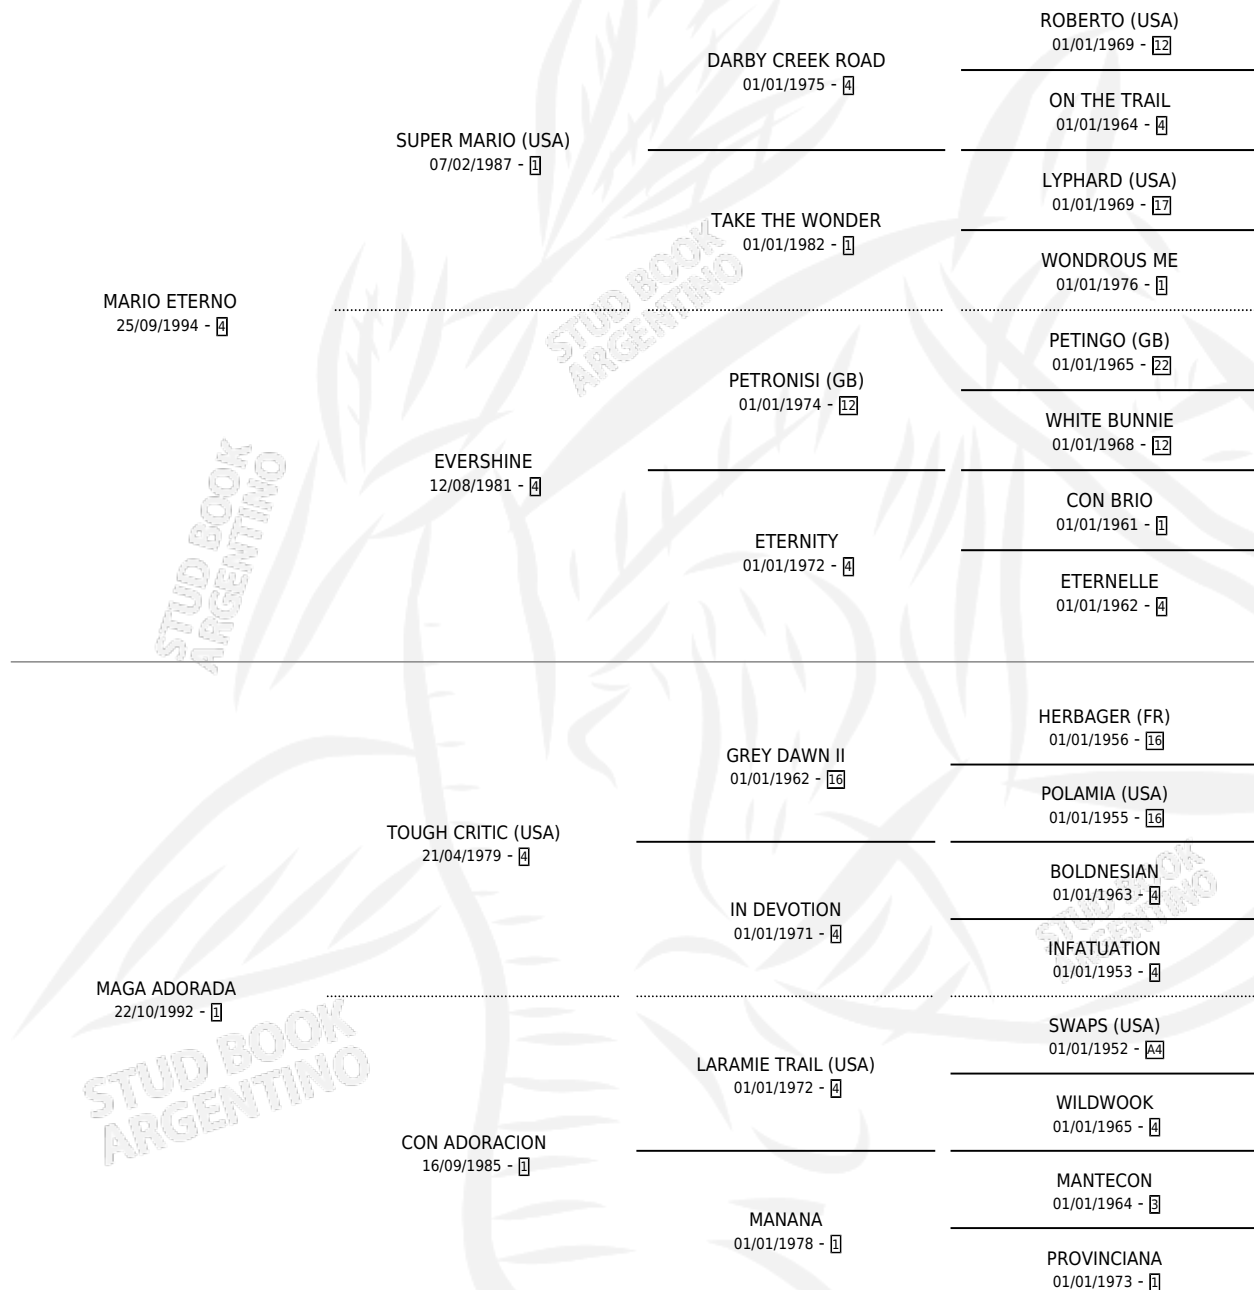 ROBERTO (USA)
01/01/1969 - 12
DARBY CREEK ROAD
01/01/1975 - 4
ON THE TRAIL
01/01/1964 - 4
SUPER MARIO (USA)
07/02/1987 - 1
LYPHARD (USA)
01/01/1969 - 17
TAKE THE WONDER
01/01/1982 - 1
WONDROUS ME
01/01/1976 - 1
MARIO ETERNO
25/09/1994 - 4
STUD BOOK
ARGENTINO
PETINGO (GB)
01/01/1965 - 22
PETRONISI (GB)
01/01/1974 - 12
WHITE BUNNIE
01/01/1968 - 12
EVERSHINE
12/08/1981 - 4
CON BRIO
01/01/1961 - 1
ETERNITY
01/01/1972 - 4
ETERNELLE
01/01/1962 - 4
STUD BOOK
ARGENTINO
HERBAGER (FR)
01/01/1956 - 16
GREY DAWN II
01/01/1962 - 16
POLAMIA (USA)
01/01/1955 - 16
TOUGH CRITIC (USA)
21/04/1979 - 4
BOLDNESIAN
01/01/1963 - 4
IN DEVOTION
01/01/1971 - 4
INFATUATION
01/01/1953 - 4
STUD BOOK
ARGENTINO
MAGA ADORADA
22/10/1992 - 1
SWAPS (USA)
01/01/1952 - A4
LARAMIE TRAIL (USA)
01/01/1972 - 4
WILDWOOK
01/01/1965 - 4
STUD BOOK
ARGENTINO
CON ADORACION
16/09/1985 - 1
MANTECON
01/01/1964 - 3
MANANA
01/01/1978 - 1
PROVINCIANA
01/01/1973 - 1